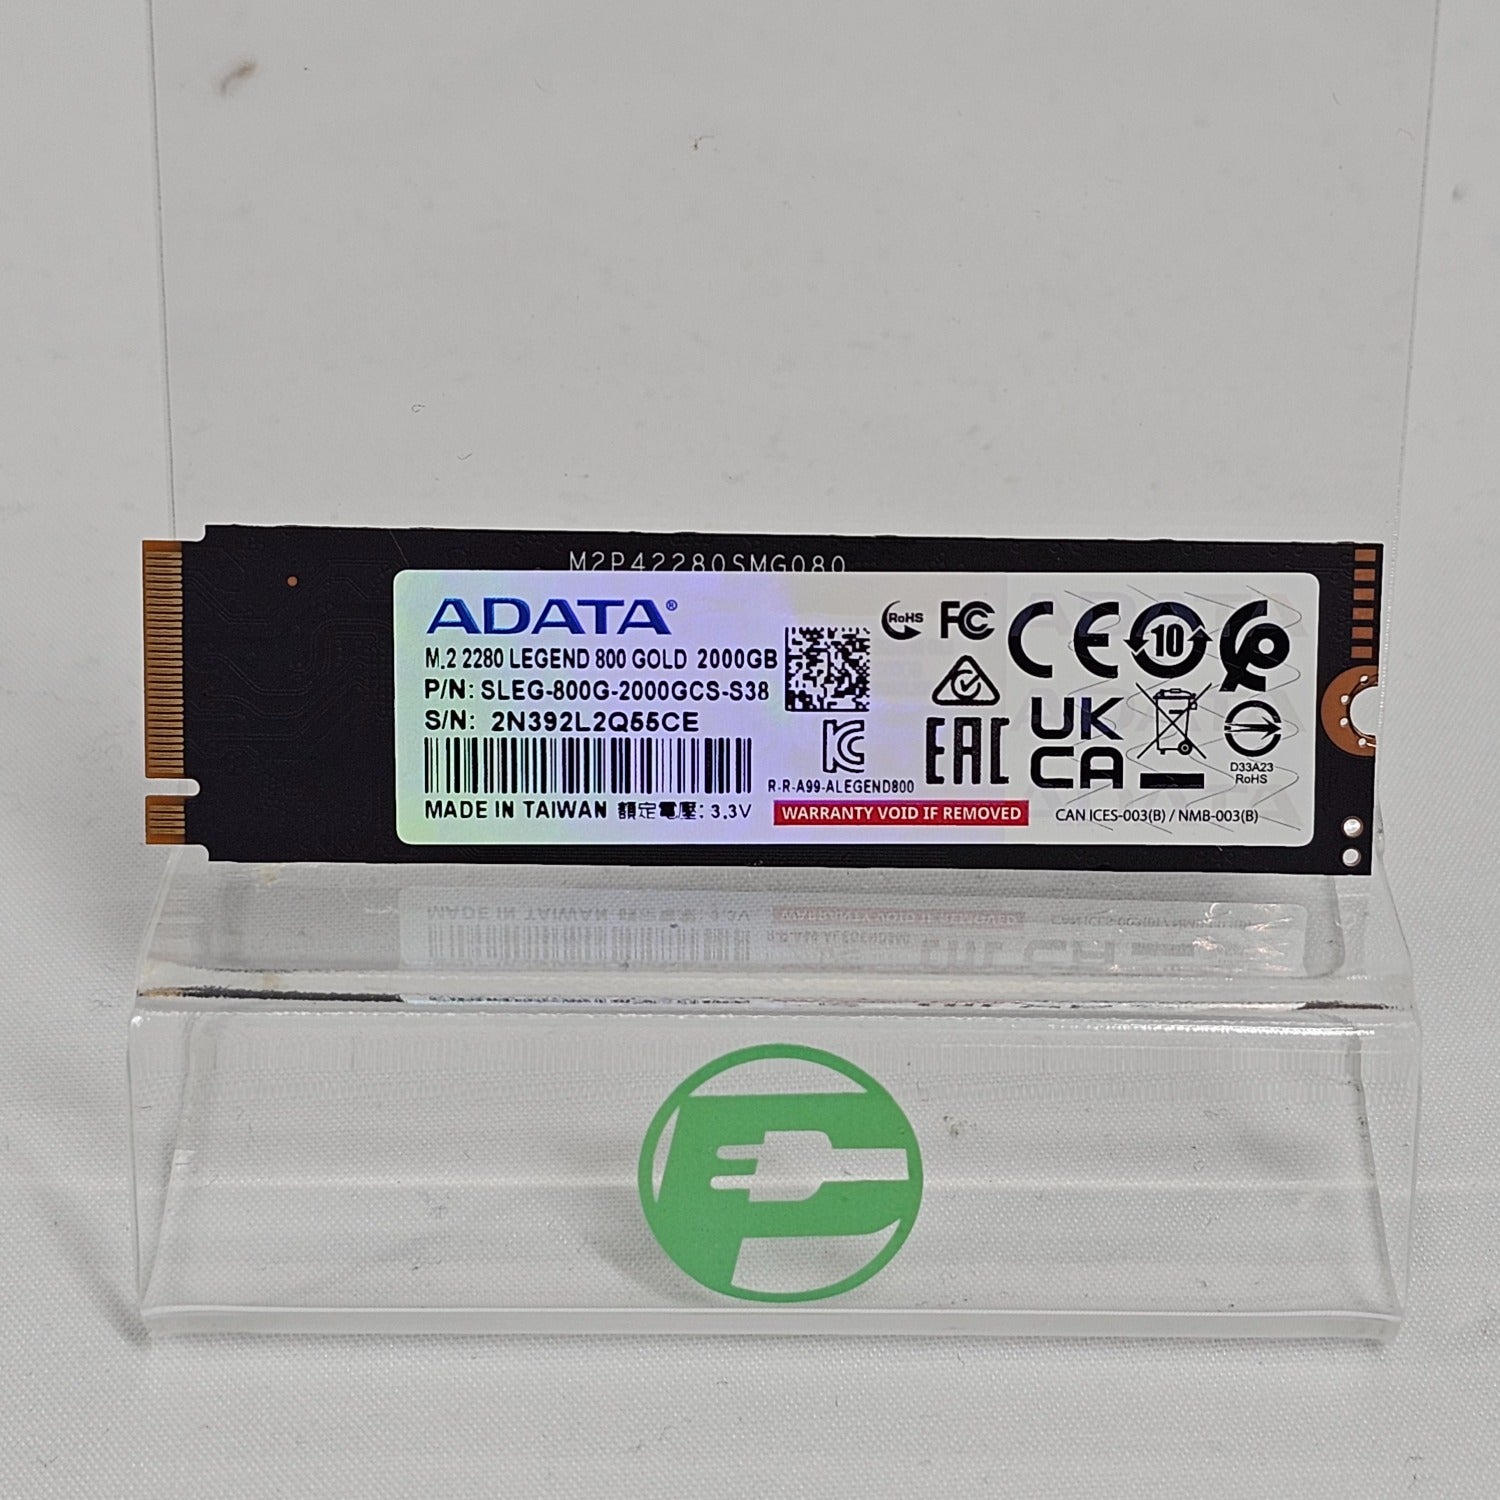 M2P42280SMG080
ADATA®
M.2 2280 LEGEND 800 GOLD 2000GB
P/N: SLEG-800G-2000GCS-S38
S/N: 2N392L2Q55CE
MADE IN TAIWAN 額定電壓: 3.3V
RoHS
FC
CE
10
R-R-A99-ALEGEND800
EAC
UK
CA
D33A23
RoHS
WARRANTY VOID IF REMOVED
CAN ICES-003(B) / NMB-003(B)